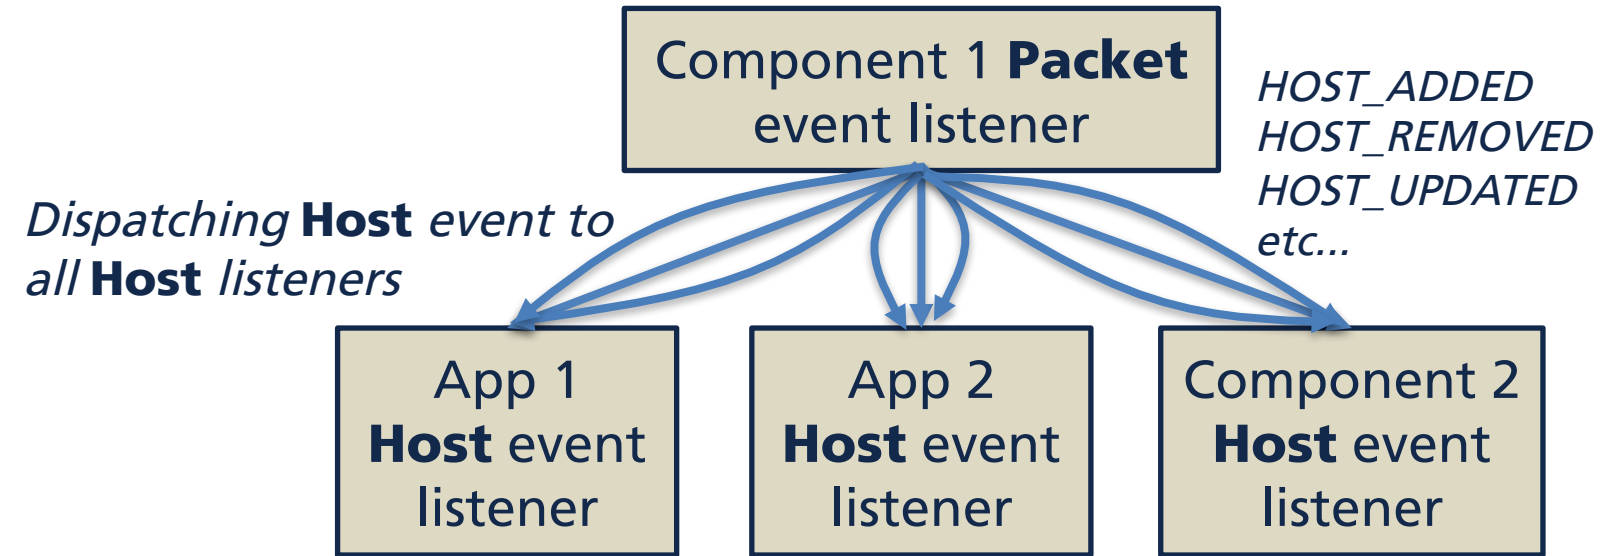 Component 1 Packet
event listener
HOST_ADDED
HOST_REMOVED
HOST_UPDATED
etc...
Dispatching Host event to
all Host listeners
App 1
Host event
listener
App 2
Host event
listener
Component 2
Host event
listener